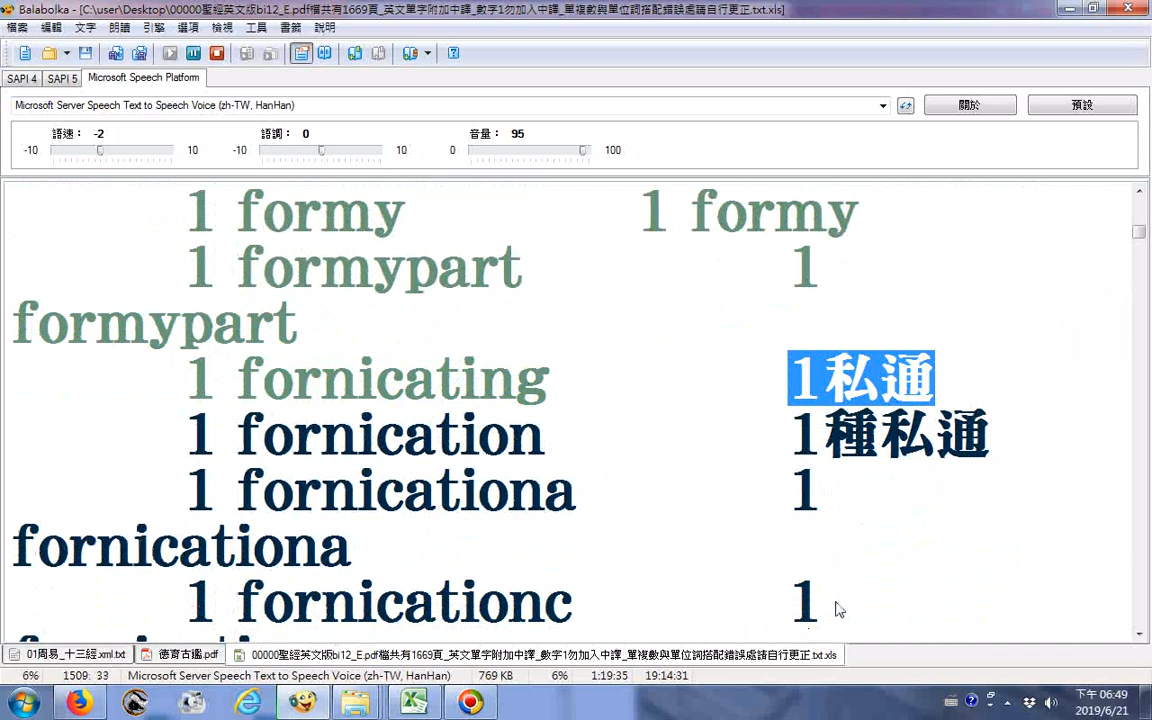 Balabolka - [C:\user\Desktop\00000聖經英文版bi12_E.pdf檔共有1669頁_英文單字附加中譯_數字1勿加入中譯_單複數與單位詞搭配錯誤處請自行更正.txt.xls]
檔案 編輯 文字 朗讀 引擎 選項 檢視 工具 書籤 說明
SAPI 4 SAPI 5 Microsoft Speech Platform
Microsoft Server Speech Text to Speech Voice (zh-TW, HanHan) 關於 預設
語速： -2 語調： 0 音量： 95
-10 10 -10 10 0 100
1 formy 1 formy
1 formypart 1
formypart
1 fornicating 1私通
1 fornication 1種私通
1 fornicationa 1
fornicationa
1 fornicationc 1
01周易_十三經.xml.txt 德育古鑑.pdf 00000聖經英文版bi12_E.pdf檔共有1669頁_英文單字附加中譯_數字1勿加入中譯_單複數與單位詞搭配錯誤處請自行更正.txt.xls
6% 1509: 33 Microsoft Server Speech Text to Speech Voice (zh-TW, HanHan) 769 KB 6% 1:19:35 19:14:31
下午 06:49
2019/6/21